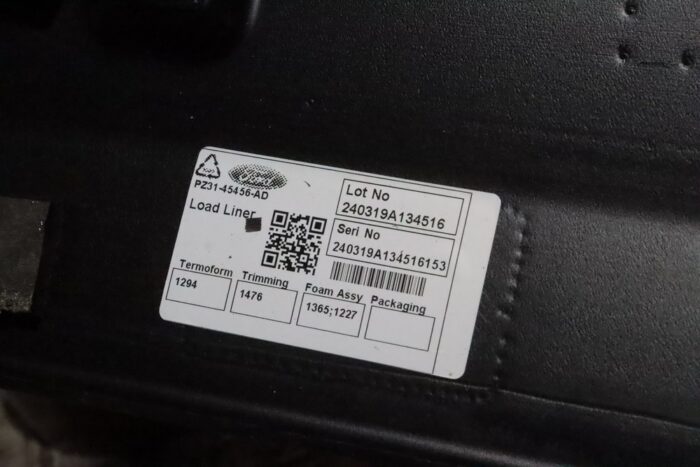 Ford
PZ31-45456-AD
Load Liner
Lot No
240319A134516
Seri No
240319A134516153
Termoform
1294
Trimming
1476
Foam Assy
1365;1227
Packaging